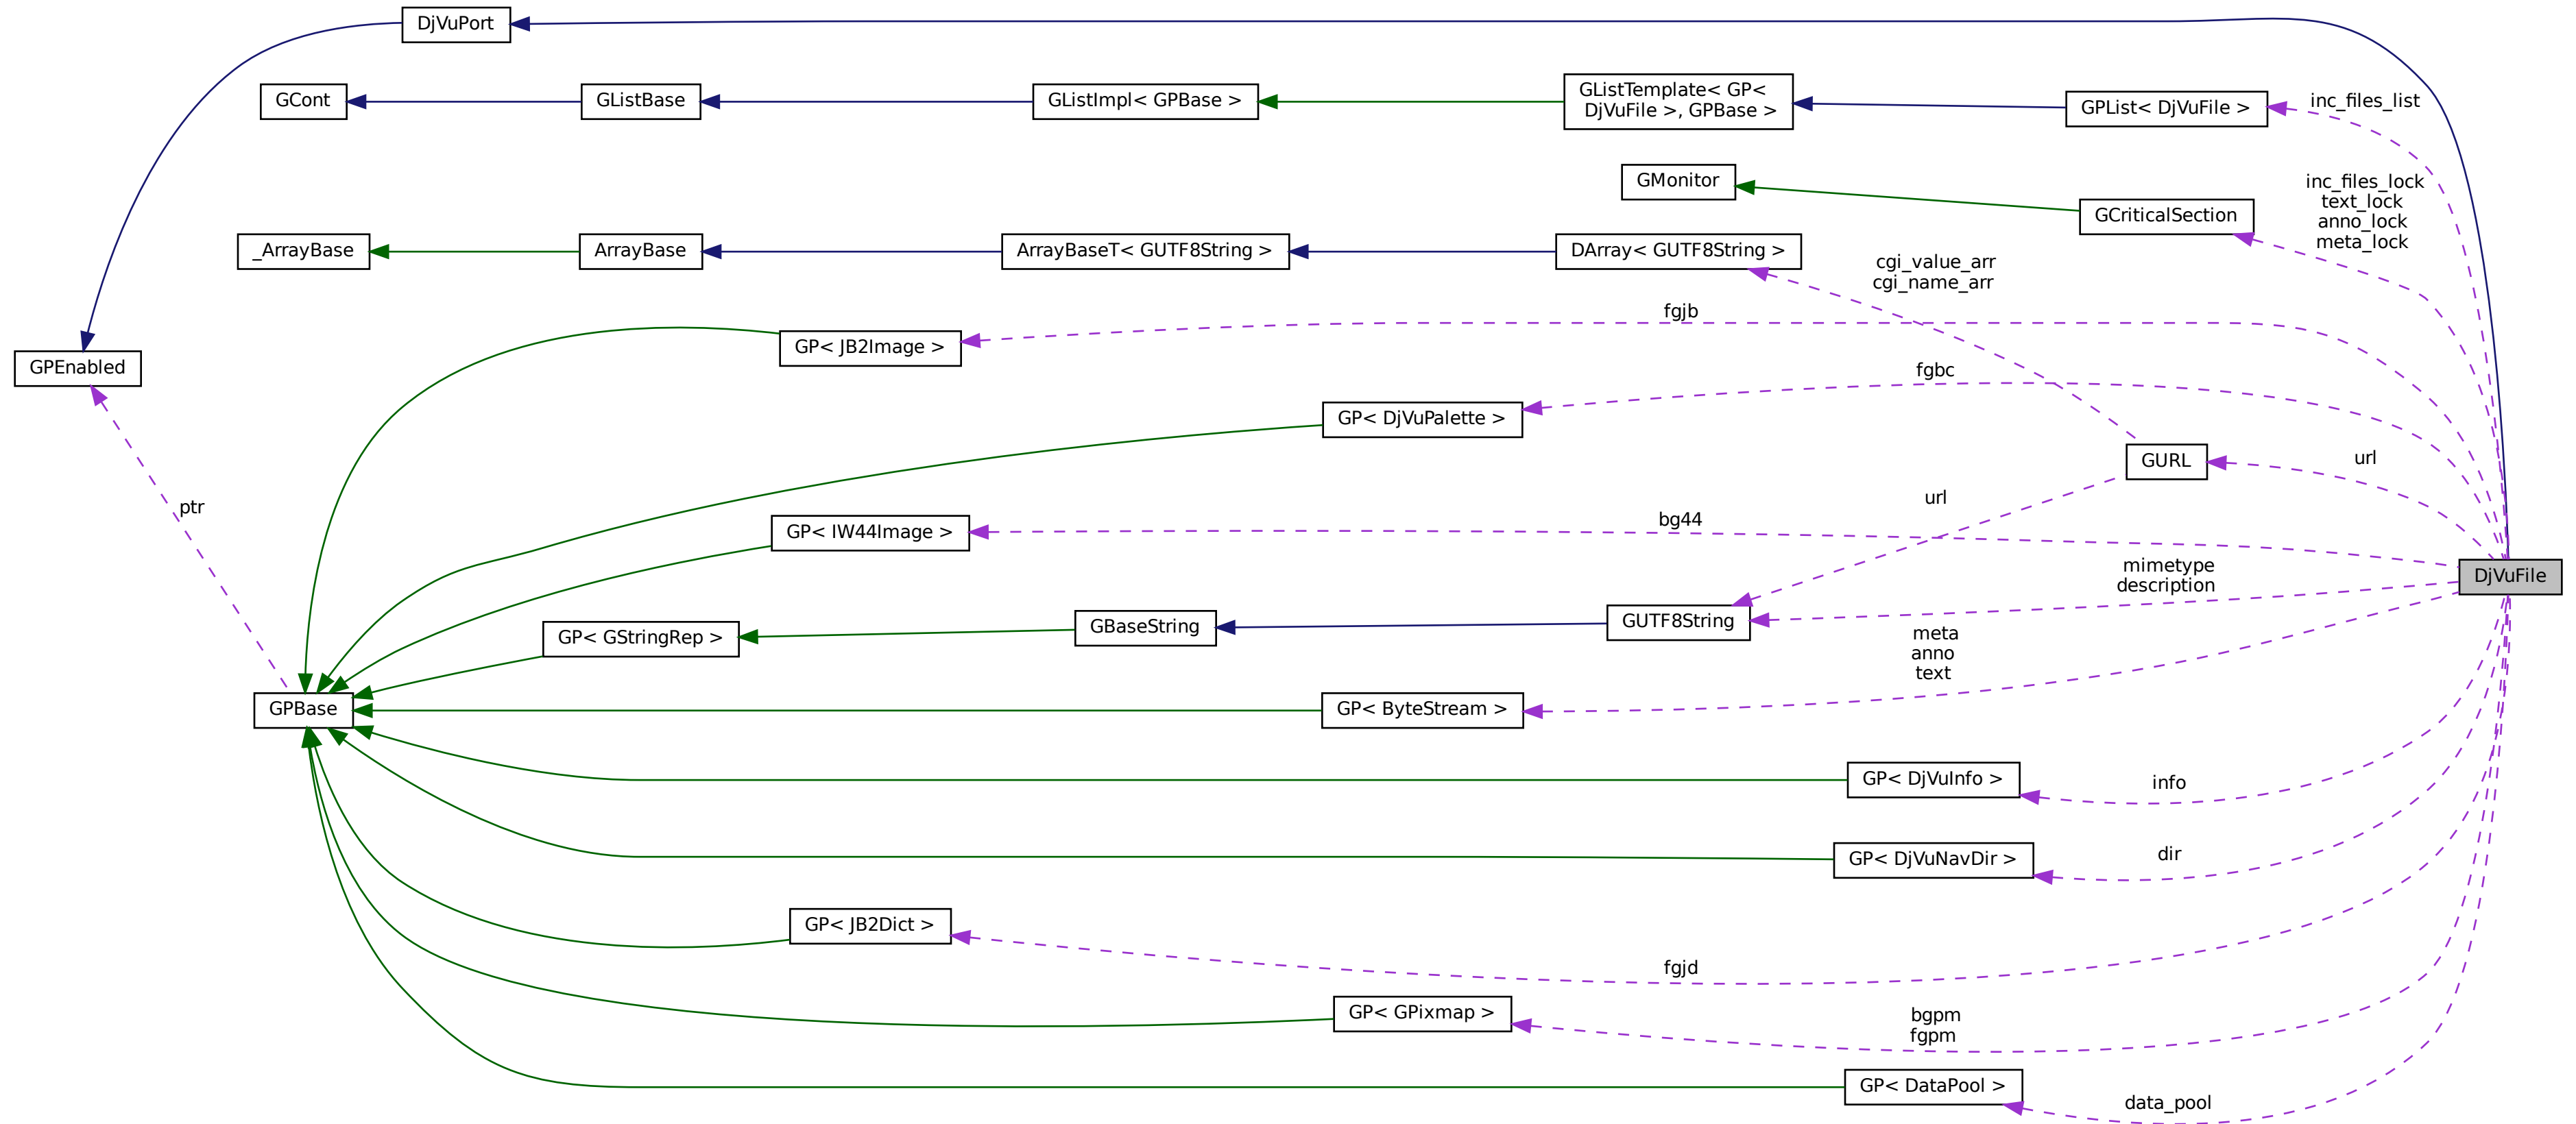 DjVuPort
GCont
GListBase
GListImpl< GPBase >
GListTemplate< GP<
DjVuFile >, GPBase >
GPList< DjVuFile >
inc_files_list
GMonitor
inc_files_lock
text_lock
anno_lock
meta_lock
GCriticalSection
_ArrayBase
ArrayBase
ArrayBaseT< GUTF8String >
DArray< GUTF8String >
cgi_value_arr
cgi_name_arr
fgjb
GP< JB2Image >
GPEnabled
fgbc
GP< DjVuPalette >
GURL
url
url
ptr
bg44
GP< IW44Image >
DjVuFile
mimetype
description
GP< GStringRep >
GBaseString
GUTF8String
meta
anno
text
GPBase
GP< ByteStream >
GP< DjVuInfo >
info
GP< DjVuNavDir >
dir
GP< JB2Dict >
fgjd
GP< GPixmap >
bgpm
fgpm
GP< DataPool >
data_pool